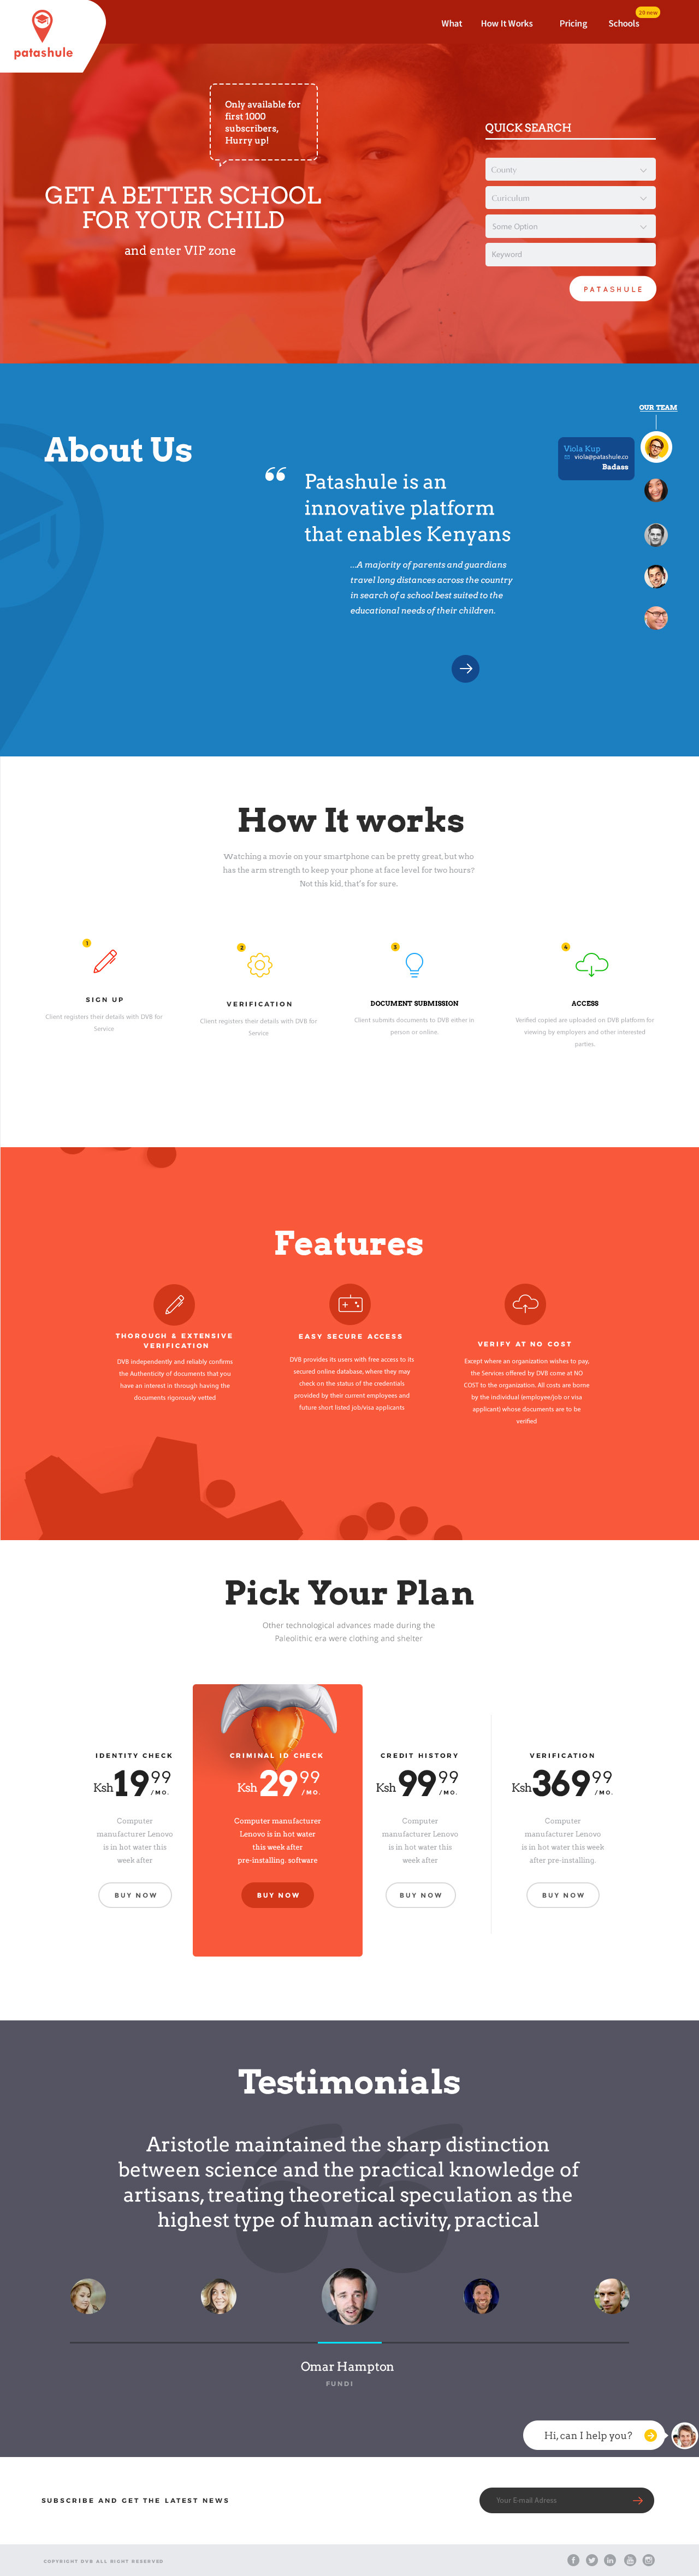 patashule
What
How It Works
Pricing
Schools
20 new
Only available for
first 1000
subscribers,
Hurry up!
GET A BETTER SCHOOL
FOR YOUR CHILD
and enter VIP zone
QUICK SEARCH
County
Curiculum
Some Option
Keyword
PATASHULE
About Us
“
Patashule is an
innovative platform
that enables Kenyans
...A majority of parents and guardians
travel long distances across the country
in search of a school best suited to the
educational needs of their children.
OUR TEAM
Viola Kup
viola@patashule.co
Badass
How It works
Watching a movie on your smartphone can be pretty great, but who
has the arm strength to keep your phone at face level for two hours?
Not this kid, that's for sure.
1
SIGN UP
Client registers their details with DVB for
Service
2
VERIFICATION
Client registers their details with DVB for
Service
3
DOCUMENT SUBMISSION
Client submits documents to DVB either in
person or online.
4
ACCESS
Verified copied are uploaded on DVB platform for
viewing by employers and other interested
parties
Features
THOROUGH & EXTENSIVE
VERIFICATION
DVB independently and reliably confirms
the Authenticity of documents that you
have an interest in through having the
documents rigorously vetted
EASY SECURE ACCESS
DVB provides its users with free access to its
secured online database, where they may
check on the status of the credentials
provided by their current employees and
future short listed job/visa applicants
VERIFY AT NO COST
Except where an organization wishes to pay,
the Services offered by DVB come at NO
COST to the organization. All costs are borne
by the individual (employee/job or visa
applicant) whose documents are to be
verified
Pick Your Plan
Other technological advances made during the
Paleolithic era were clothing and shelter
IDENTITY CHECK
Ksh 19 99 /MO.
Computer
manufacturer Lenovo
is in hot water this
week after
BUY NOW
CRIMINAL ID CHECK
Ksh 29 99 /MO.
Computer manufacturer
Lenovo is in hot water
this week after
pre-installing. software
BUY NOW
CREDIT HISTORY
Ksh 99 99 /MO.
Computer
manufacturer Lenovo
is in hot water this
week after
BUY NOW
VERIFICATION
Ksh 369 99 /MO.
Computer
manufacturer Lenovo
is in hot water this week
after pre-installing.
BUY NOW
Testimonials
Aristotle maintained the sharp distinction
between science and the practical knowledge of
artisans, treating theoretical speculation as the
highest type of human activity, practical
Omar Hampton
FUNDI
Hi, can I help you?
SUBSCRIBE AND GET THE LATEST NEWS
Your E-mail Adress
COPYRIGHT DVB ALL RIGHT RESERVED